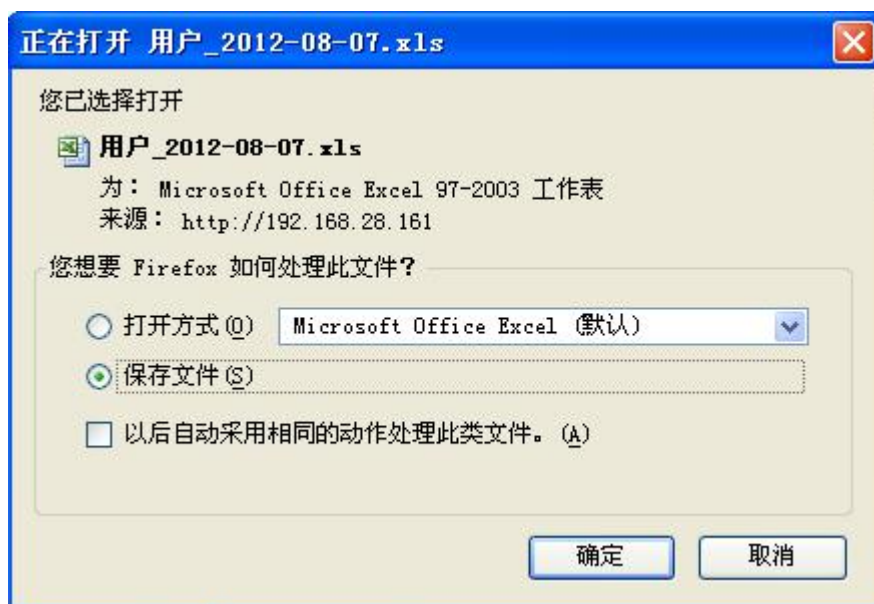 正在打开 用户_2012-08-07.xls
您已选择打开
用户_2012-08-07.xls
为： Microsoft Office Excel 97-2003 工作表
来源： http://192.168.28.161
您想要 Firefox 如何处理此文件？
打开方式(O) Microsoft Office Excel (默认)
保存文件(S)
以后自动采用相同的动作处理此类文件。(A)
确定 取消